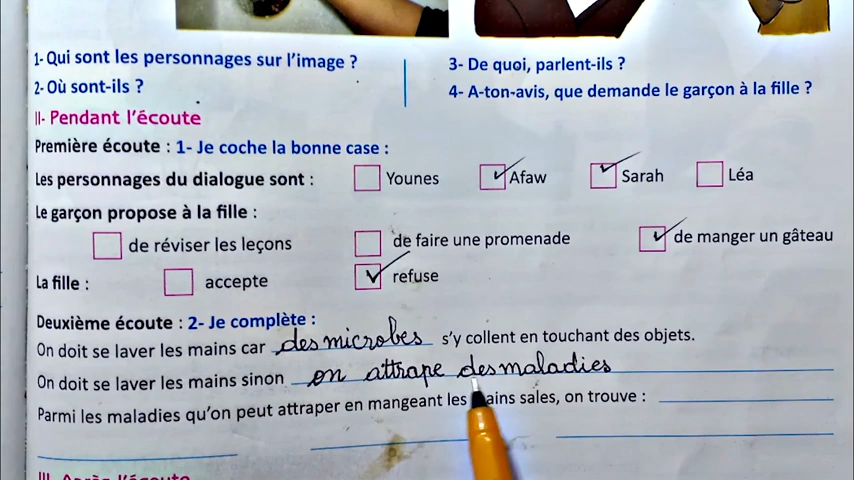 1- Qui sont les personnages sur l'image ?
2- Où sont-ils ?
3- De quoi, parlent-ils ?
4- A-ton-avis, que demande le garçon à la fille ?
II- Pendant l'écoute
Première écoute : 1- Je coche la bonne case :
Les personnages du dialogue sont : Younes Afaw Sarah Léa
Le garçon propose à la fille :
de réviser les leçons de faire une promenade de manger un gâteau
La fille : accepte refuse
Deuxième écoute : 2- Je complète :
On doit se laver les mains car des microbes s'y collent en touchant des objets.
On doit se laver les mains sinon on attrape des maladies
Parmi les maladies qu'on peut attraper en mangeant les mains sales, on trouve :
III- Après l'écoute